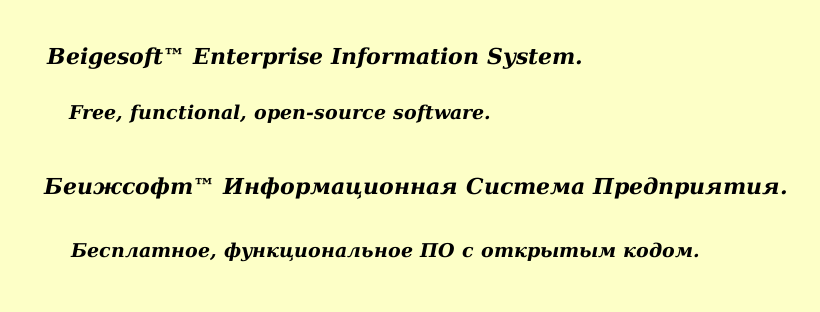 Beigesoft™ Enterprise Information System.
Free, functional, open-source software.
Беижсофт™ Информационная Система Предприятия.
Бесплатное, функциональное ПО с открытым кодом.